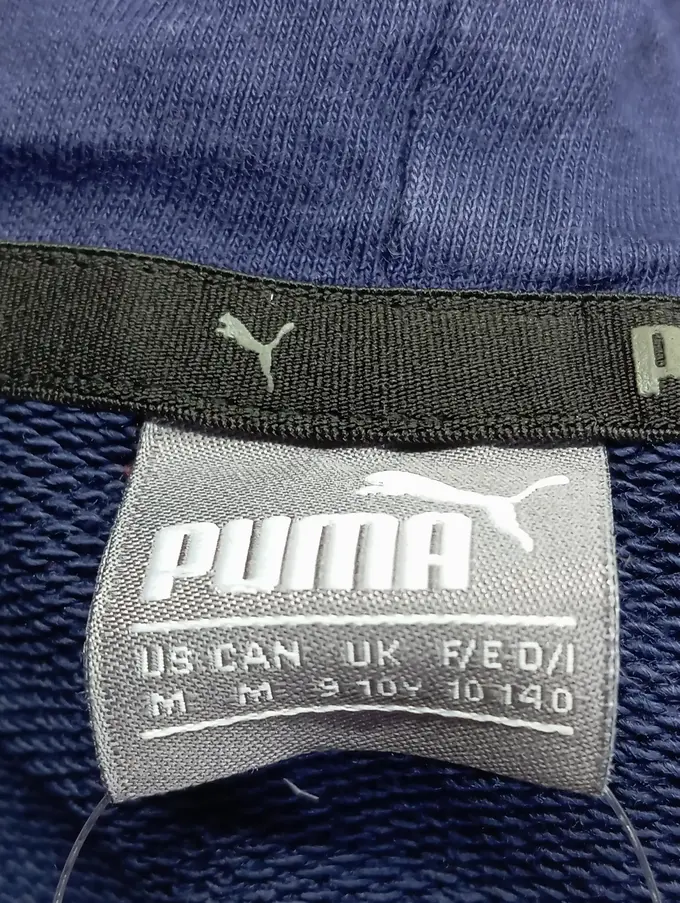 P
PUMA
US CAN UK F/E D/I
M M 9-10Y 10 140